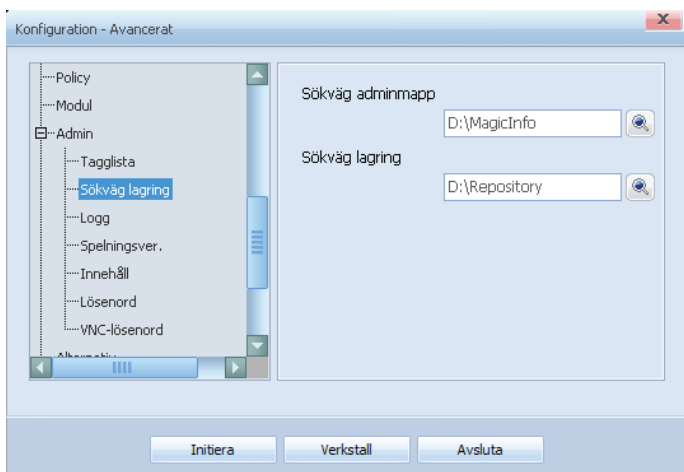 Konfiguration - Avancerat
Policy
Modul
Admin
Tagglista
Sökväg lagring
Logg
Spelningsver.
Innehåll
Lösenord
VNC-lösenord
Alternativ
Sökväg adminmapp
D:\MagicInfo
Sökväg lagring
D:\Repository
Initiera
Verkstall
Avsluta